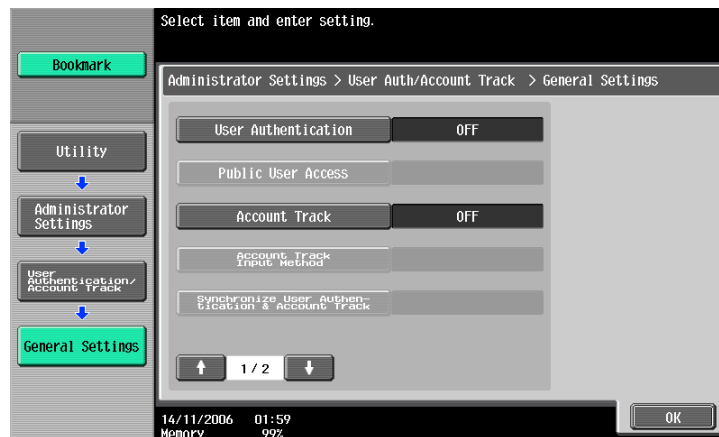 Select item and enter setting.
Bookmark
Administrator Settings > User Auth/Account Track > General Settings
Utility
Administrator
Settings
User
Authentication/
Account Track
General Settings
User Authentication OFF
Public User Access
Account Track OFF
Account Track
Input Method
Synchronize User Authen-
tication & Account Track
1/2
OK
14/11/2006 01:59
Memory 99%